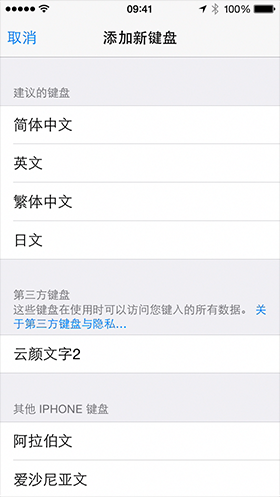 09:41
100%
取消
添加新键盘
建议的键盘
简体中文
英文
繁体中文
日文
第三方键盘
这些键盘在使用时可以访问您键入的所有数据。 关
于第三方键盘与隐私...
云颜文字2
其他 IPHONE 键盘
阿拉伯文
爱沙尼亚文